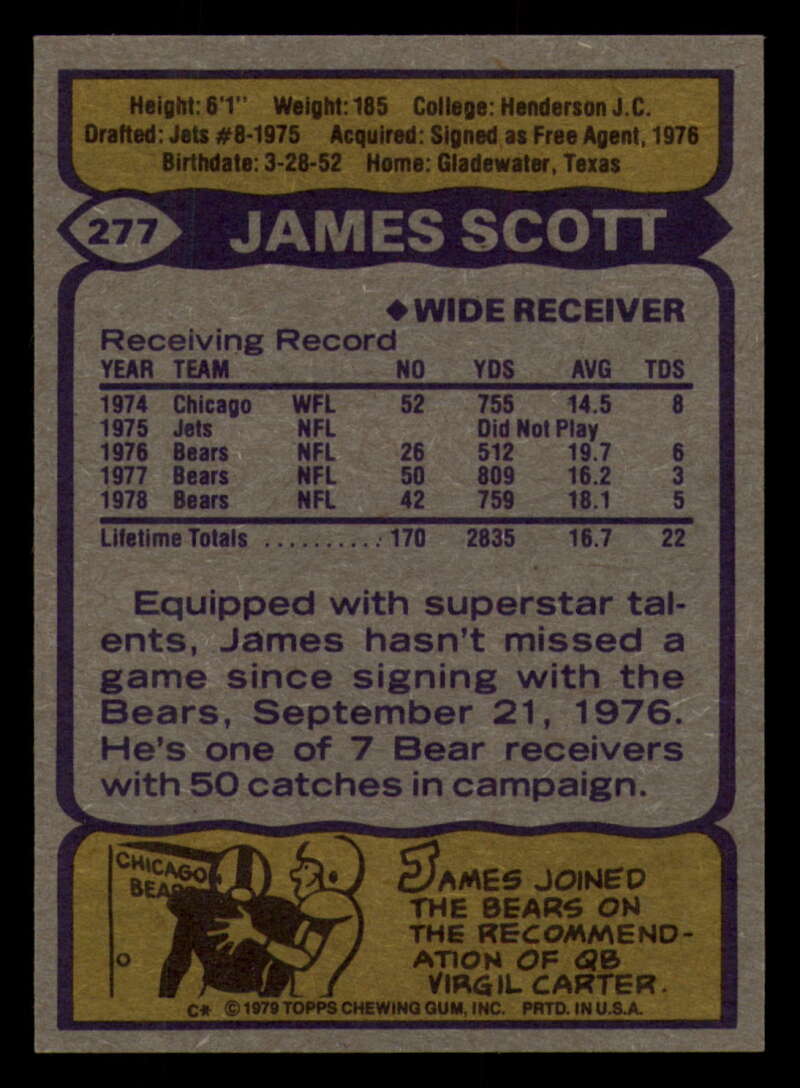 Height: 6'1" Weight: 185 College: Henderson J.C.
Drafted: Jets #8-1975 Acquired: Signed as Free Agent, 1976
Birthdate: 3-28-52 Home: Gladewater, Texas
277 JAMES SCOTT
◆ WIDE RECEIVER
Receiving Record
YEAR TEAM NO YDS AVG TDS
1974 Chicago WFL 52 755 14.5 8
1975 Jets NFL Did Not Play
1976 Bears NFL 26 512 19.7 6
1977 Bears NFL 50 809 16.2 3
1978 Bears NFL 42 759 18.1 5
Lifetime Totals .......... 170 2835 16.7 22
Equipped with superstar tal-
ents, James hasn't missed a
game since signing with the
Bears, September 21, 1976.
He's one of 7 Bear receivers
with 50 catches in campaign.
CHICAGO
BEARS
JAMES JOINED
THE BEARS ON
THE RECOMMEND-
ATION OF QB
VIRGIL CARTER.
C* © 1979 TOPPS CHEWING GUM, INC. PRTD. IN U.S.A.